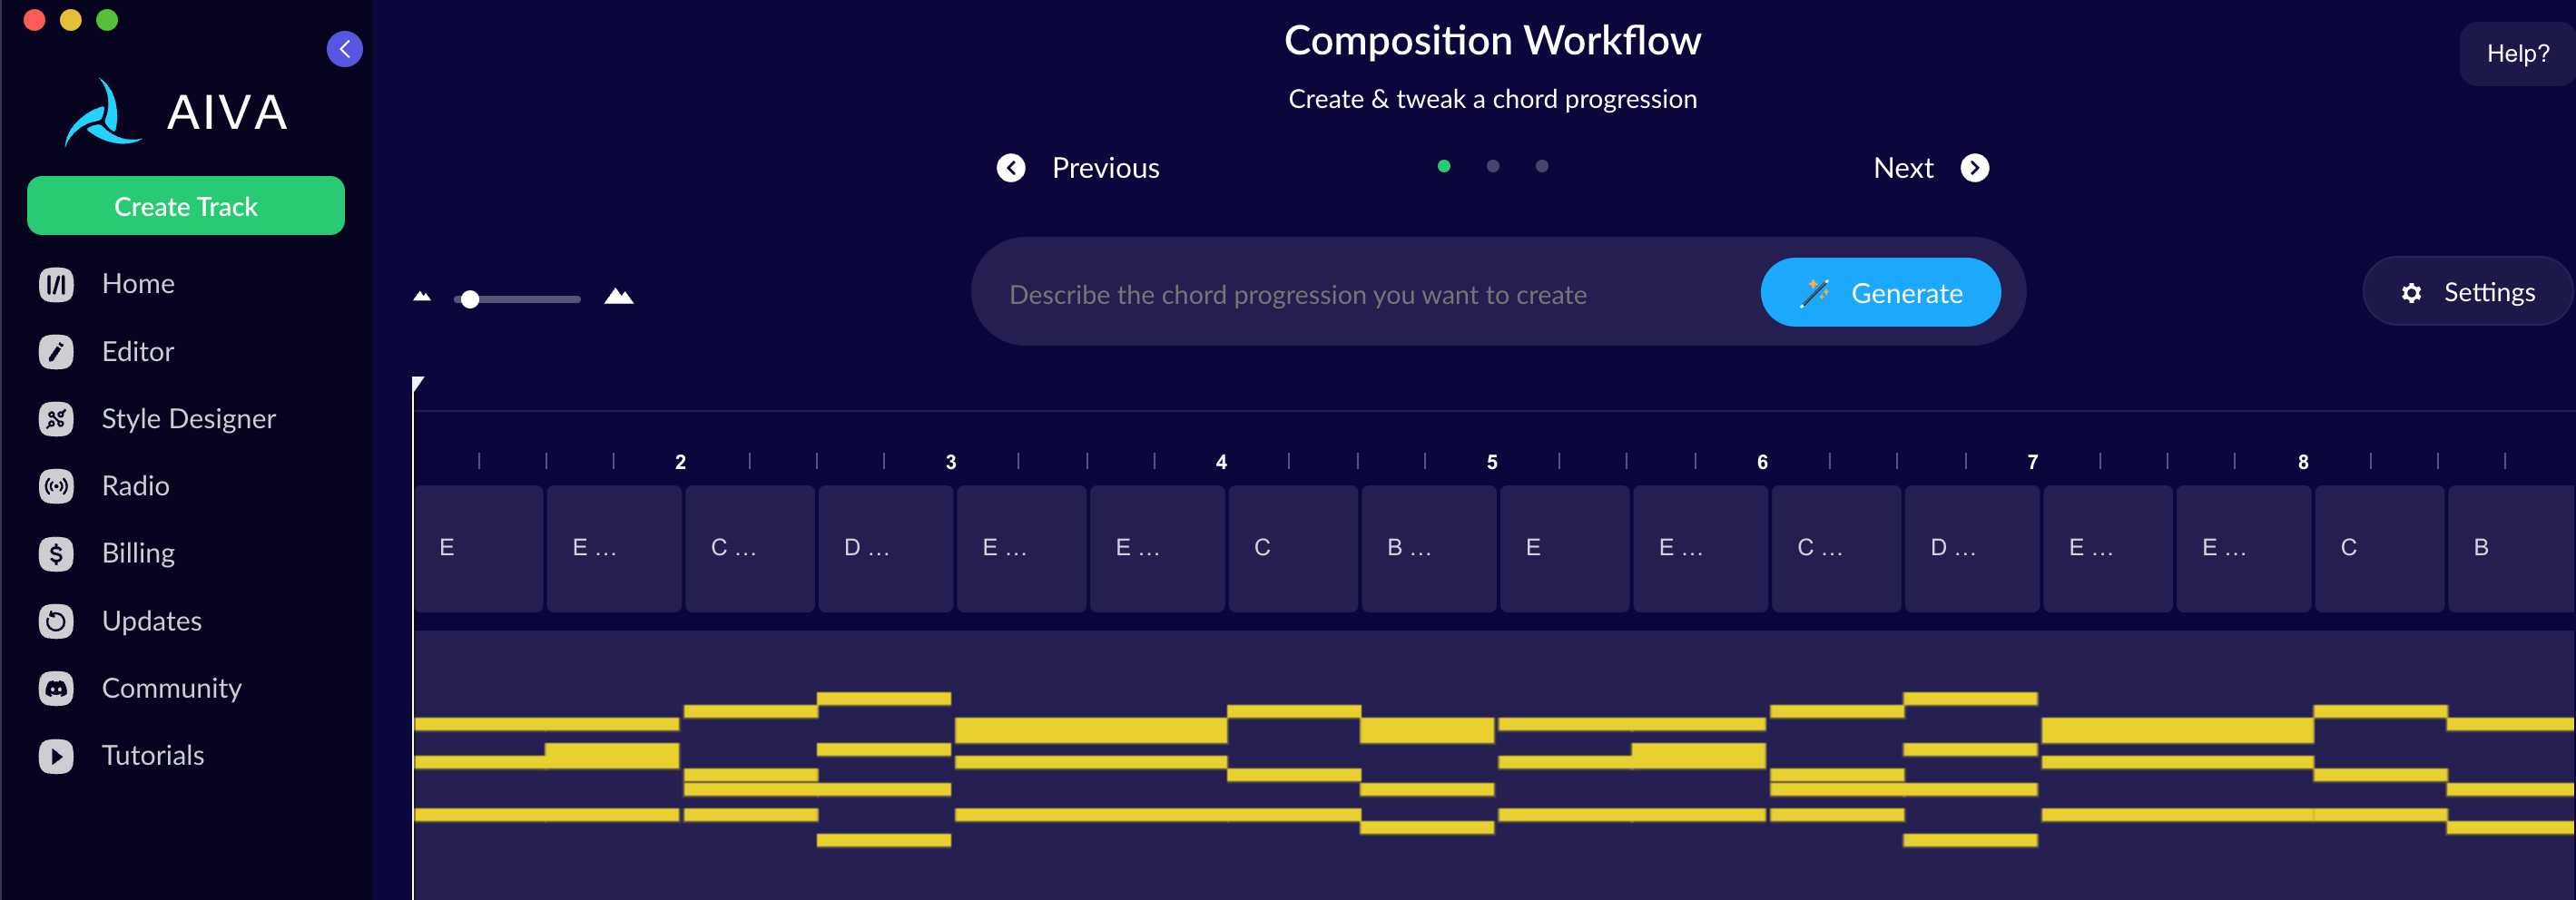 Composition Workflow
Help?
Create & tweak a chord progression
AIVA
Previous
Next
Create Track
Home
Describe the chord progression you want to create
Generate
Settings
Editor
Style Designer
Radio
Billing
Updates
Community
Tutorials
2 3 4 5 6 7 8
E E ... C ... D ... E ... E ... C B ... E E ... C ... D ... E ... E ... C B